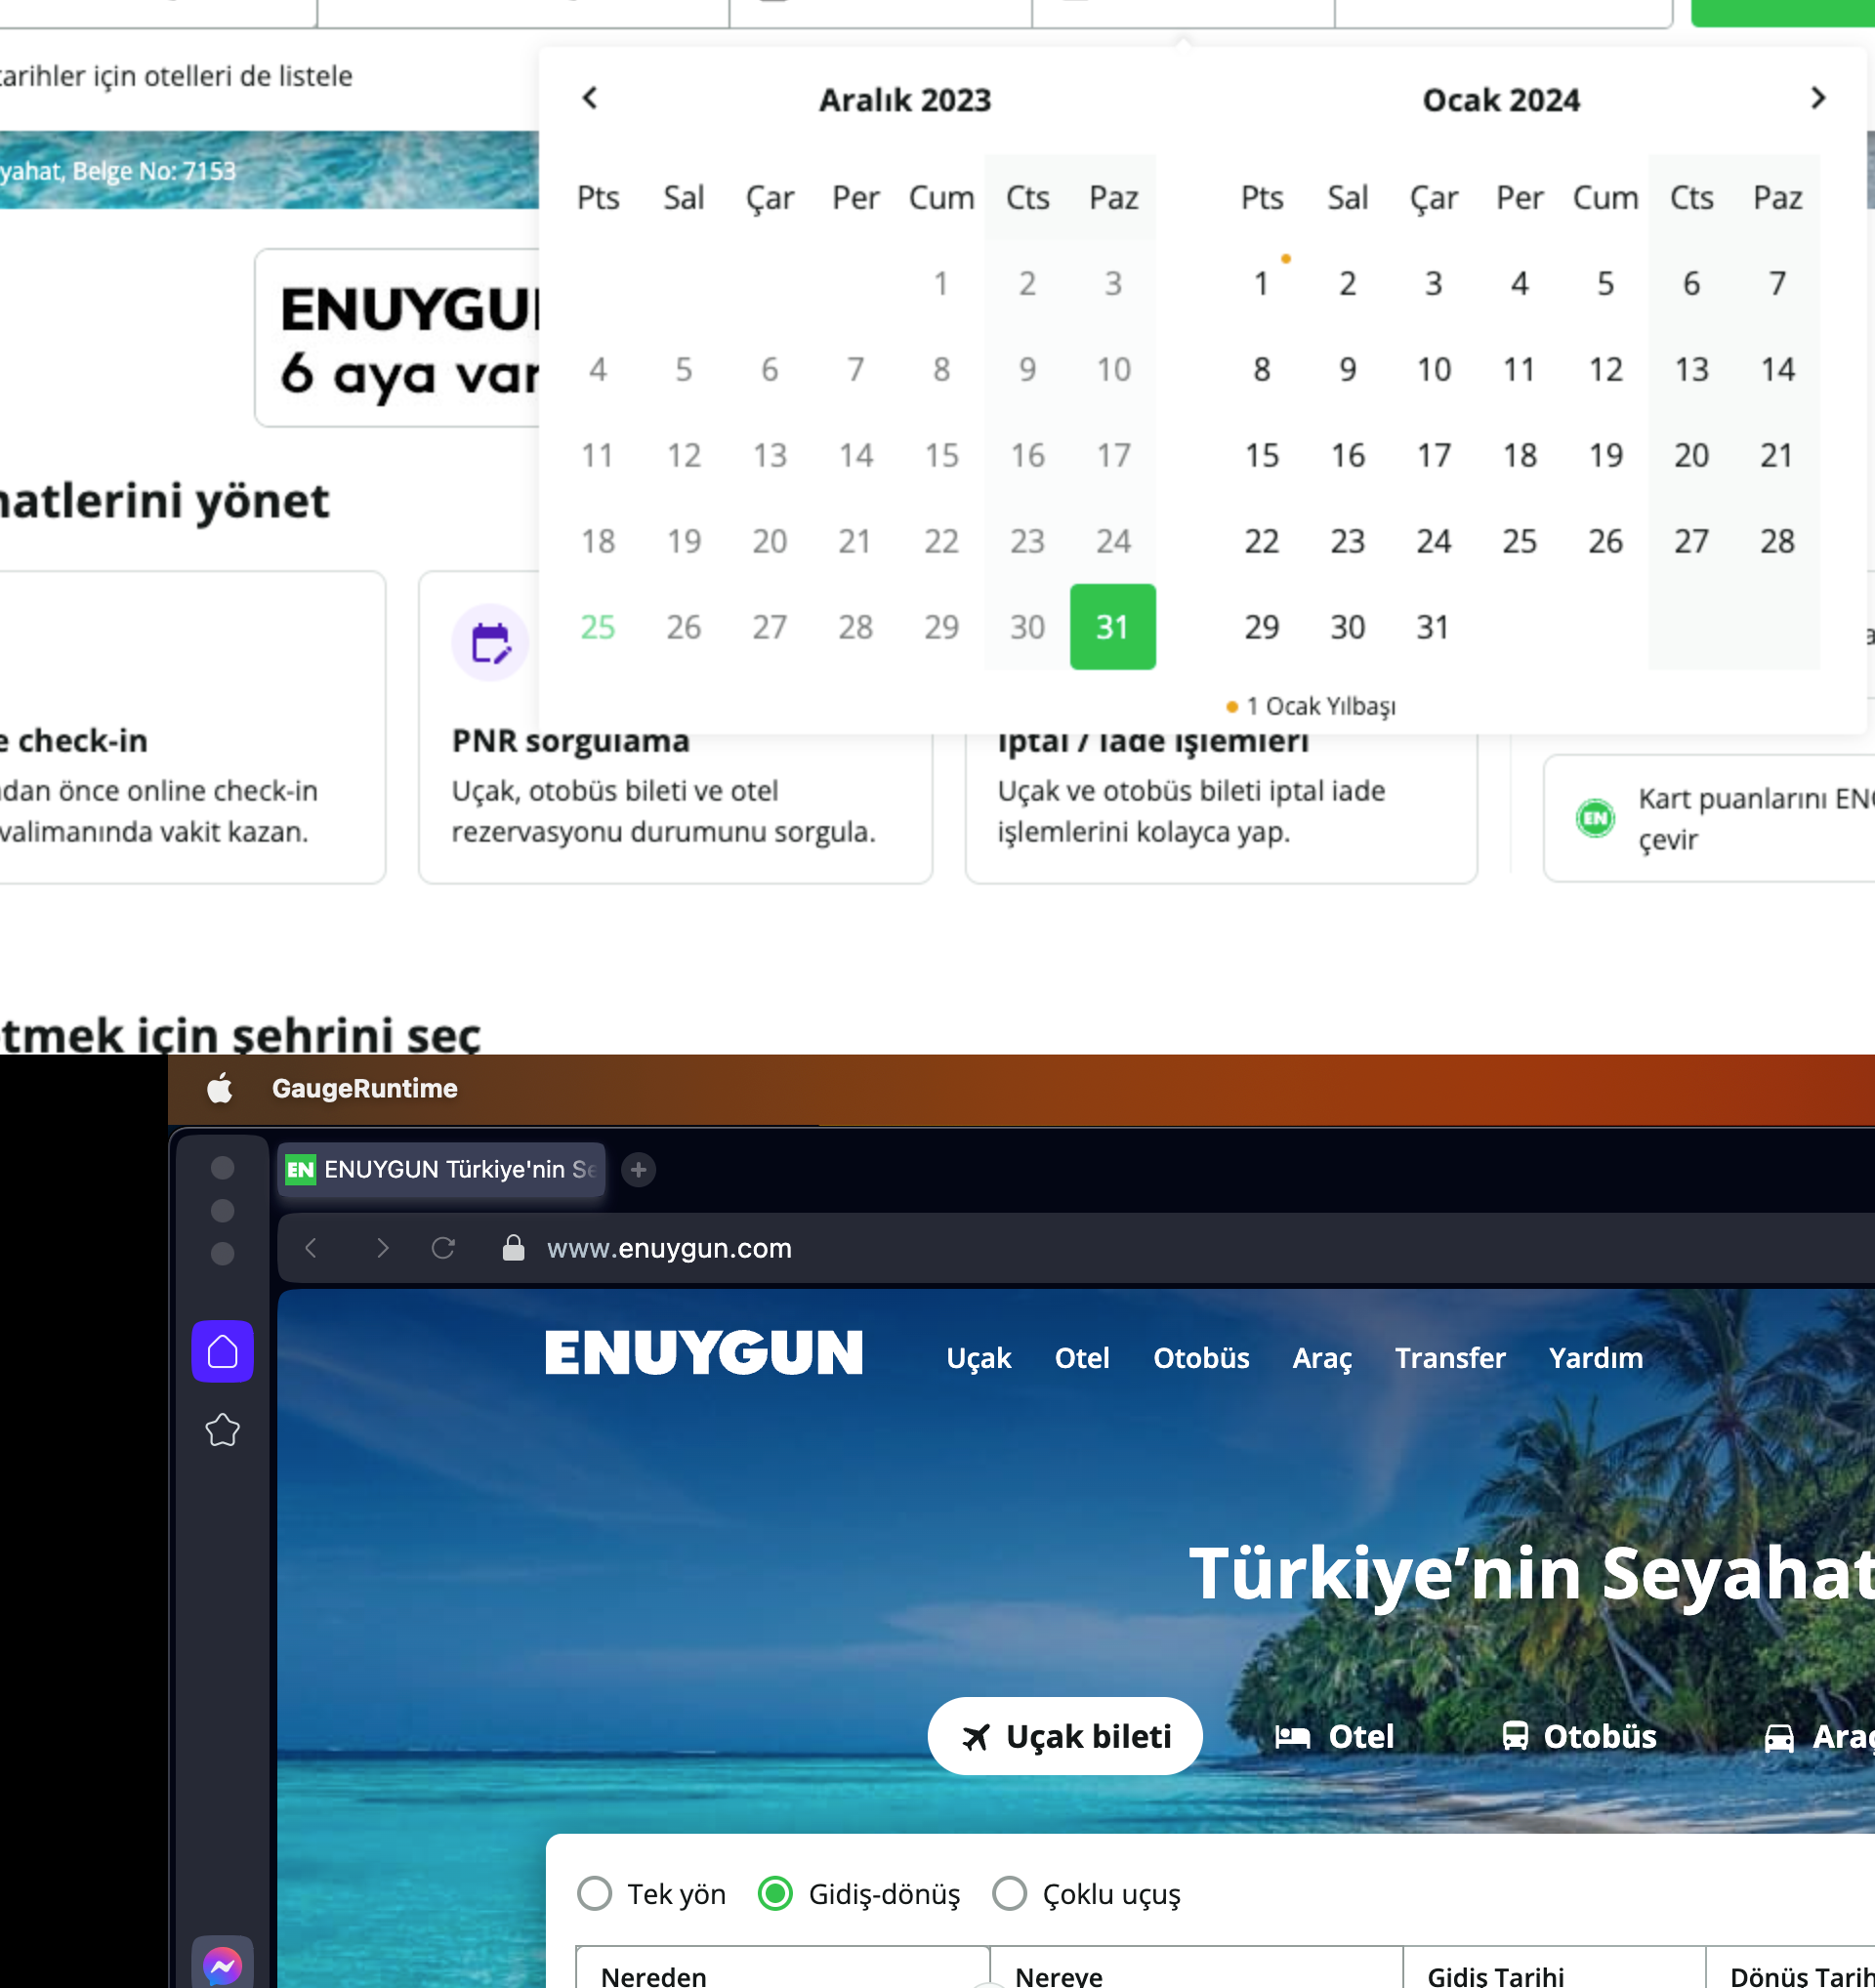 tarihler için otelleri de listele
yahat, Belge No: 7153
Aralık 2023
Pts Sal Çar Per Cum Cts Paz
1 2 3
4 5 6 7 8 9 10
11 12 13 14 15 16 17
18 19 20 21 22 23 24
25 26 27 28 29 30 31
Ocak 2024
Pts Sal Çar Per Cum Cts Paz
1 2 3 4 5 6 7
8 9 10 11 12 13 14
15 16 17 18 19 20 21
22 23 24 25 26 27 28
29 30 31
1 Ocak Yılbaşı
ENUYGUN
6 aya var
hatlerini yönet
e check-in
dan önce online check-in
valimanında vakit kazan.
PNR sorgulama
Uçak, otobüs bileti ve otel
rezervasyonu durumunu sorgula.
İptal / İade işlemleri
Uçak ve otobüs bileti iptal iade
işlemlerini kolayca yap.
EN
Kart puanlarını EN
çevir
tmek için şehrini seç
GaugeRuntime
EN ENUYGUN Türkiye'nin Se
www.enuygun.com
ENUYGUN Uçak Otel Otobüs Araç Transfer Yardım
Türkiye’nin Seyahat
Uçak bileti Otel Otobüs Araç
Tek yön Gidiş-dönüş Çoklu uçuş
Nereden Nereye Gidiş Tarihi Dönüş Tarih